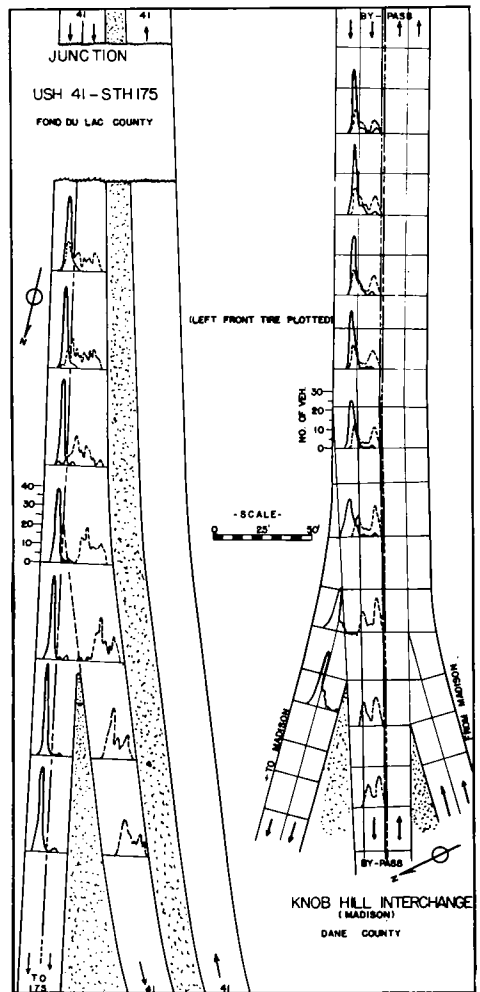 41
41
JUNCTION
USH 41-STH 175
FOND DU LAC COUNTY
N
40
30
20
10
0
TO
175
41
41
BY-PASS
(LEFT FRONT TIRE PLOTTED)
NO. OF VEH.
30
20
10
0
-SCALE-
0 25' 50'
TO MADISON
FROM MADISON
BY-PASS
N
KNOB HILL INTERCHANGE
(MADISON)
DANE COUNTY